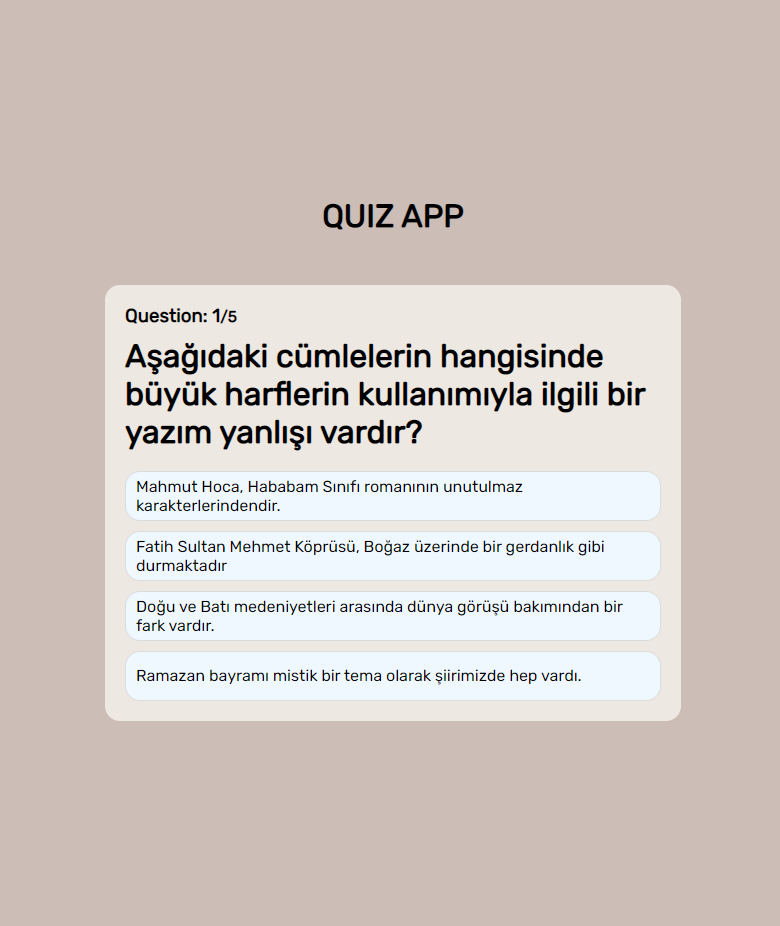 QUIZ APP
Question: 1/5
Aşağıdaki cümlelerin hangisinde
büyük harflerin kullanımıyla ilgili bir
yazım yanlışı vardır?
Mahmut Hoca, Hababam Sınıfı romanının unutulmaz
karakterlerindendir.
Fatih Sultan Mehmet Köprüsü, Boğaz üzerinde bir gerdanlık gibi
durmaktadır
Doğu ve Batı medeniyetleri arasında dünya görüşü bakımından bir
fark vardır.
Ramazan bayramı mistik bir tema olarak şiirimizde hep vardı.